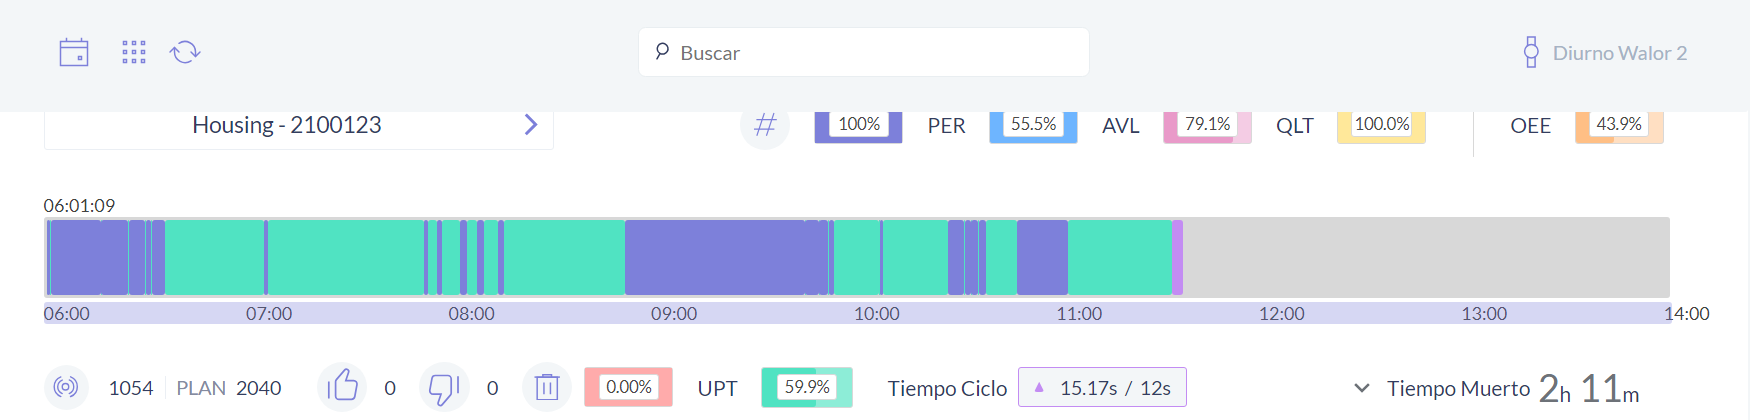 Buscar
Diurno Walor 2
Housing - 2100123
100% PER 55.5% AVL 79.1% QLT 100.0% OEE 43.9%
06:01:09
06:00 07:00 08:00 09:00 10:00 11:00 12:00 13:00 14:00
1054 PLAN 2040 0 0 0.00% UPT 59.9% Tiempo Ciclo 15.17s / 12s Tiempo Muerto 2h 11m